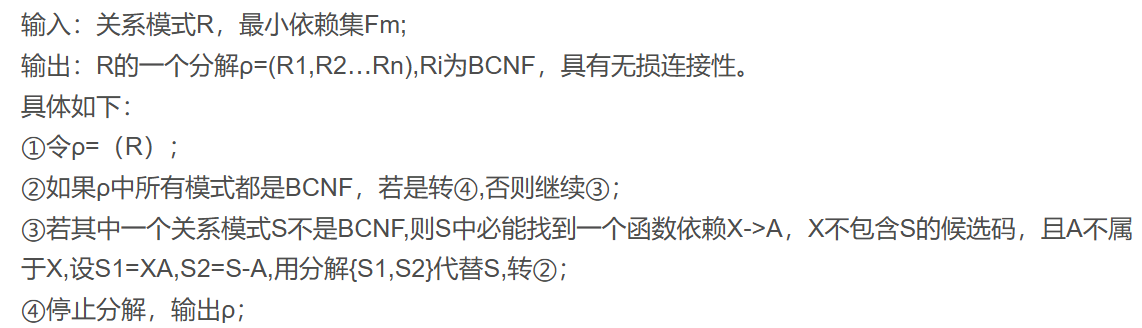 输入：关系模式R，最小依赖集Fm;
输出：R的一个分解ρ=(R1,R2…Rn),Ri为BCNF，具有无损连接性。
具体如下：
①令ρ=（R）;
②如果ρ中所有模式都是BCNF，若是转④,否则继续③;
③若其中一个关系模式S不是BCNF,则S中必能找到一个函数依赖X->A，X不包含S的候选码，且A不属
于X,设S1=XA,S2=S-A,用分解{S1,S2}代替S,转②;
④停止分解，输出ρ;